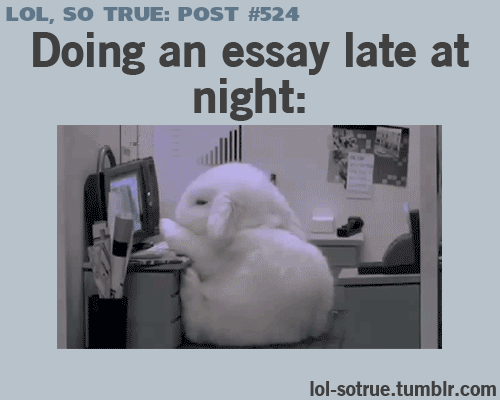 LOL, SO TRUE: POST #524
Doing an essay late at
night:
lol-sotrue.tumblr.com